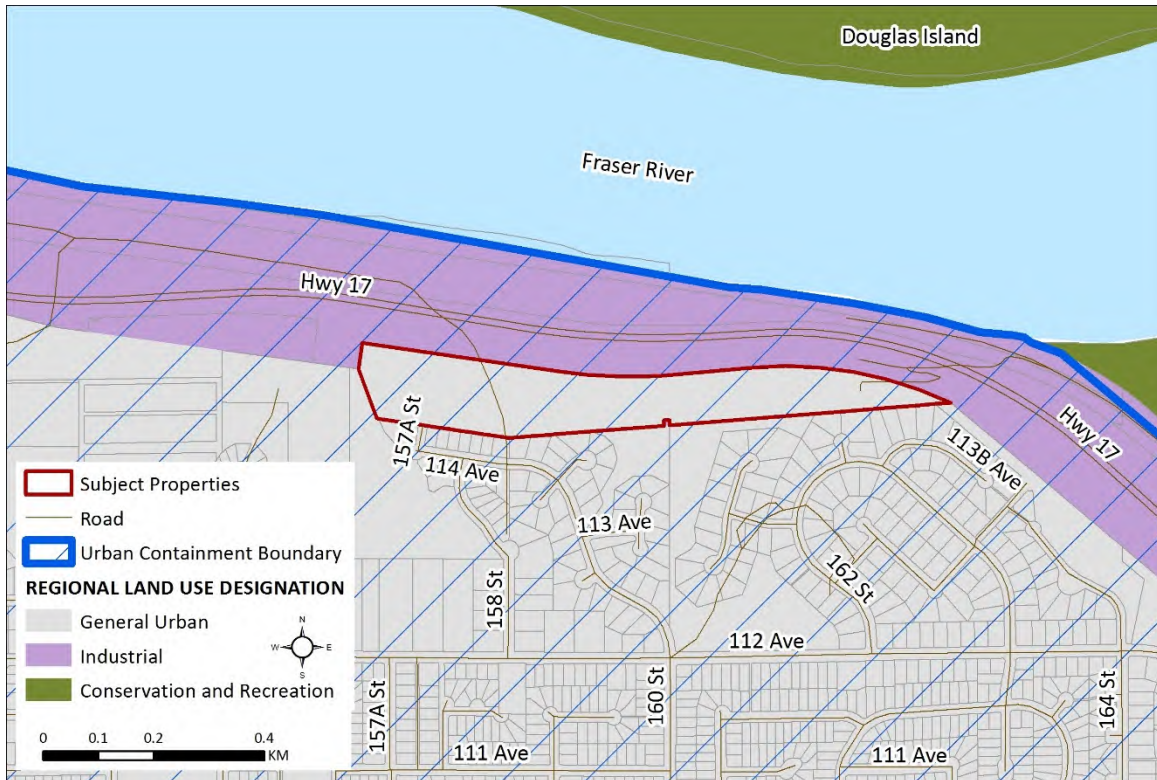 Douglas Island
Fraser River
Hwy 17
157A St
114 Ave
113B Ave
Hwy 17
113 Ave
158 St
162 St
112 Ave
157A St
160 St
164 St
111 Ave
111 Ave
Subject Properties
Road
Urban Containment Boundary
REGIONAL LAND USE DESIGNATION
General Urban
Industrial
Conservation and Recreation
N
W E
S
0 0.1 0.2 0.4
KM